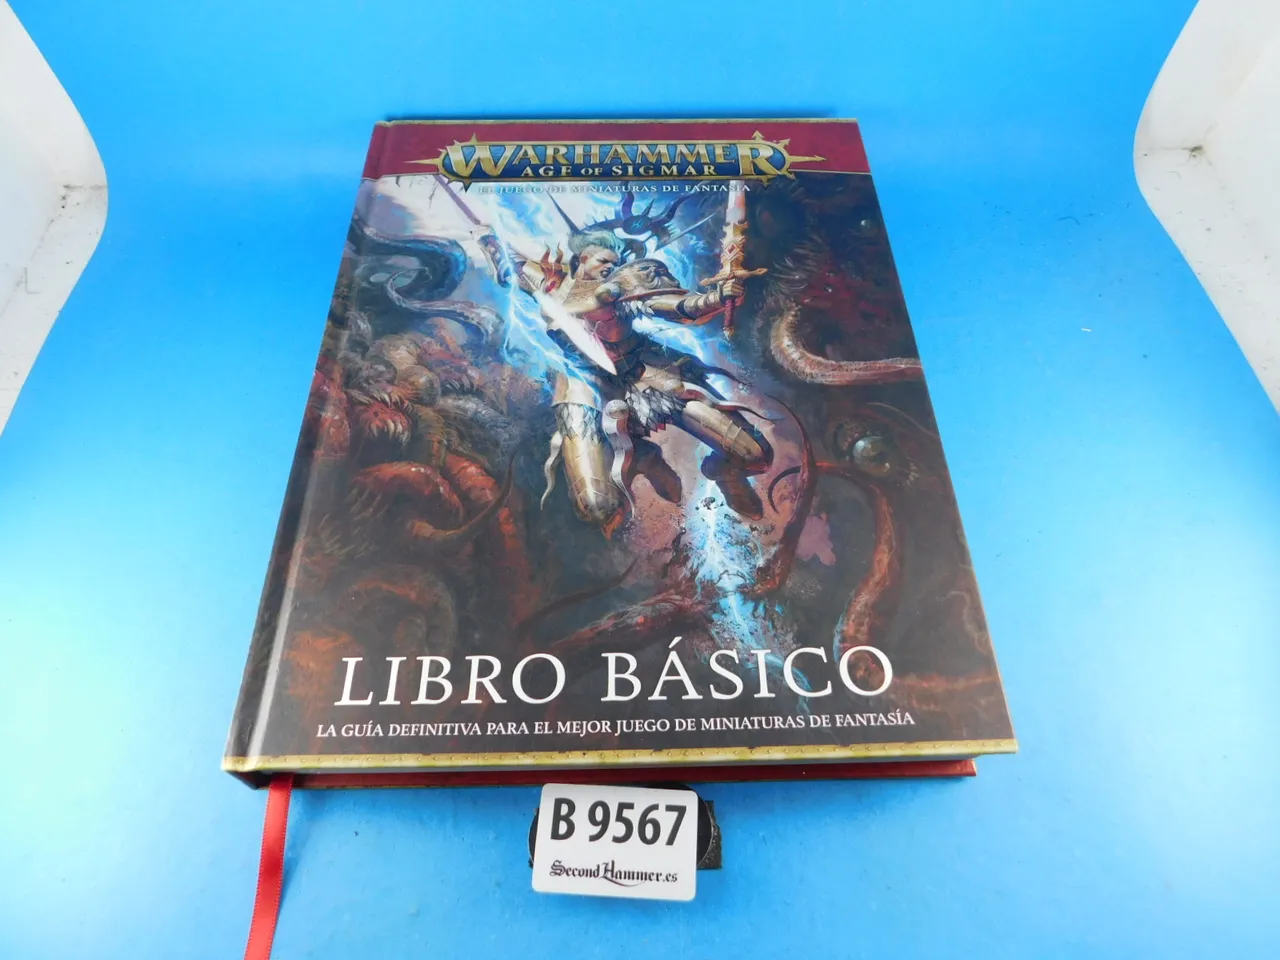 WARHAMMER
AGE OF SIGMAR
EL JUEGO DE MINIATURAS DE FANTASÍA
LIBRO BÁSICO
LA GUÍA DEFINITIVA PARA EL MEJOR JUEGO DE MINIATURAS DE FANTASÍA
B 9567
SecondHammer.es